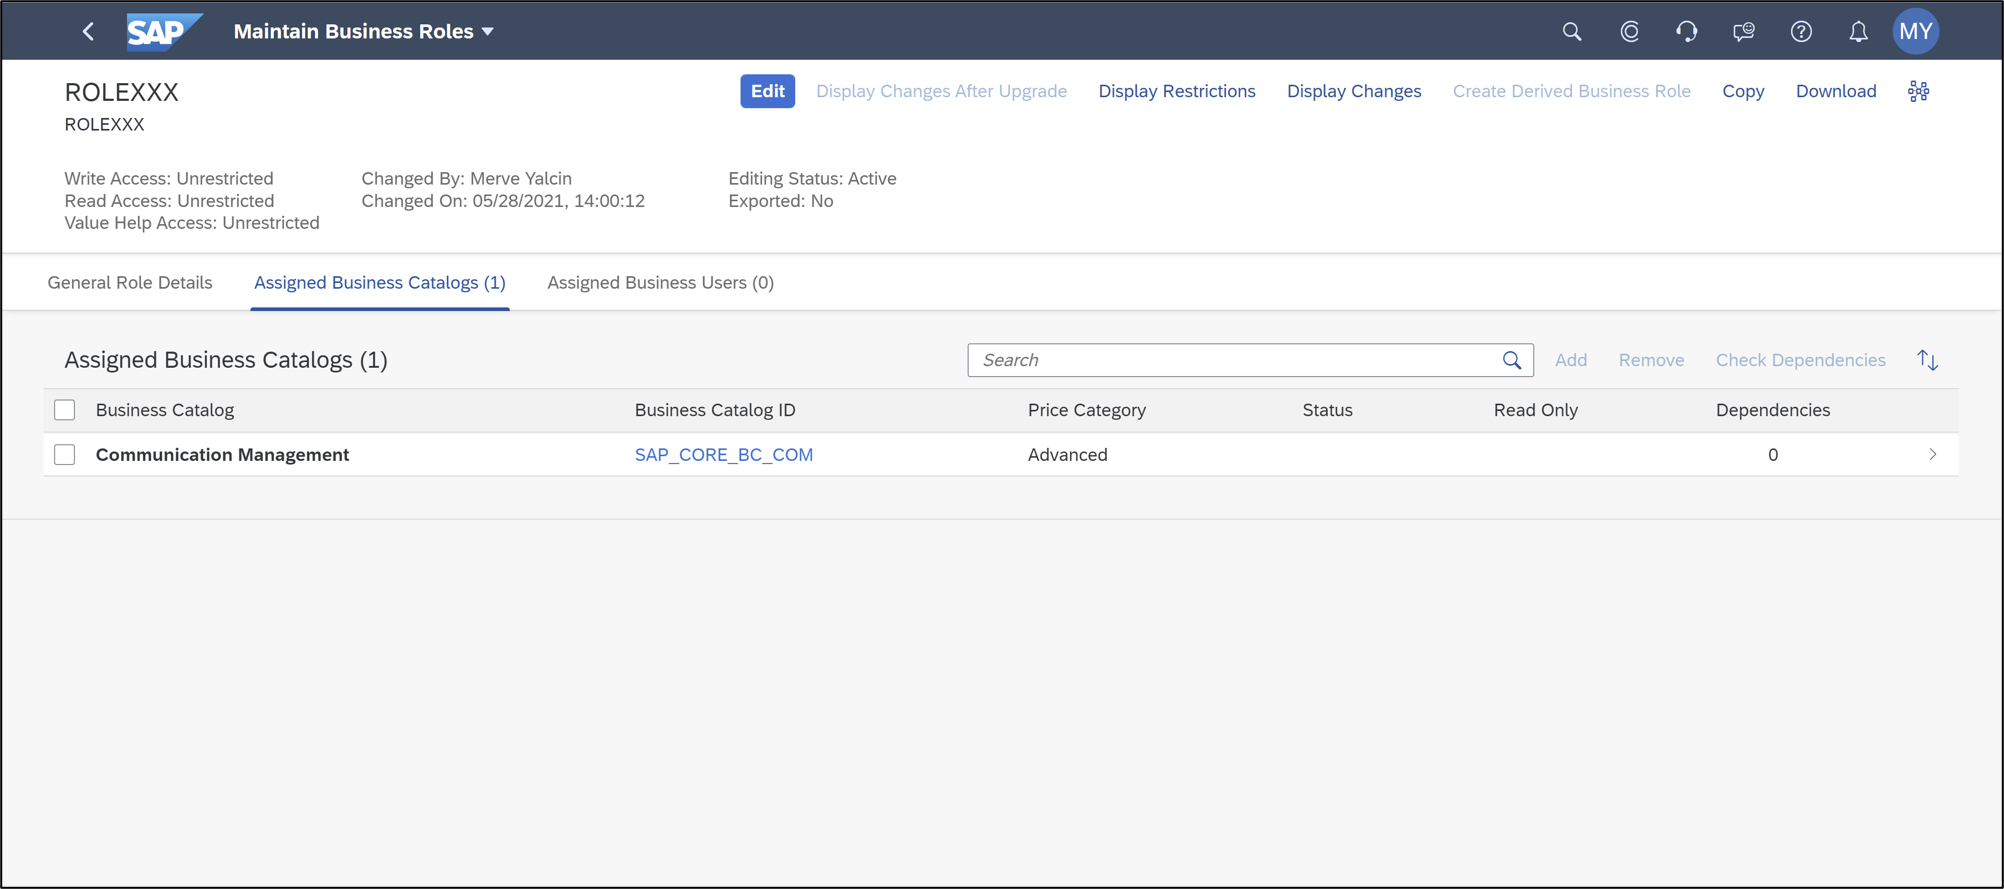 SAP Maintain Business Roles MY
ROLEXXX
Edit Display Changes After Upgrade Display Restrictions Display Changes Create Derived Business Role Copy Download
ROLEXXX
Write Access: Unrestricted Changed By: Merve Yalcin Editing Status: Active
Read Access: Unrestricted Changed On: 05/28/2021, 14:00:12 Exported: No
Value Help Access: Unrestricted
General Role Details Assigned Business Catalogs (1) Assigned Business Users (0)
Assigned Business Catalogs (1) Search Add Remove Check Dependencies
Business Catalog Business Catalog ID Price Category Status Read Only Dependencies
Communication Management SAP_CORE_BC_COM Advanced 0